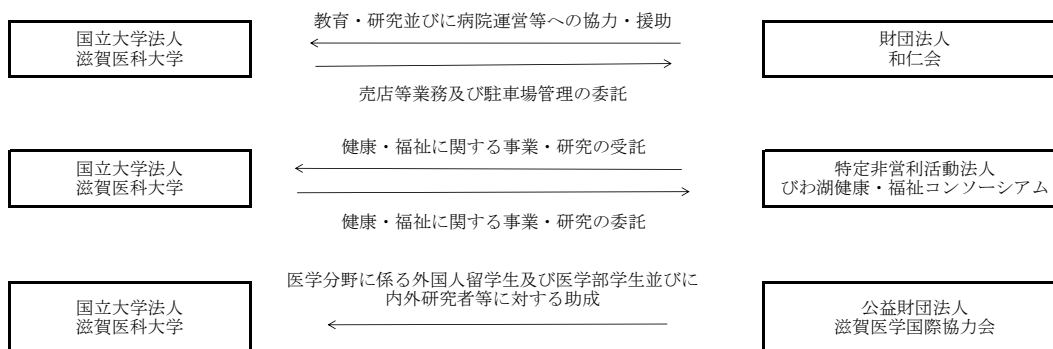 教育・研究並びに病院運営等への協力・援助
国立大学法人
滋賀医科大学
財団法人
和仁会
売店等業務及び駐車場管理の委託
健康・福祉に関する事業・研究の受託
国立大学法人
滋賀医科大学
特定非営利活動法人
びわ湖健康・福祉コンソーシアム
健康・福祉に関する事業・研究の委託
医学分野に係る外国人留学生及び医学部学生並びに
内外研究者等に対する助成
国立大学法人
滋賀医科大学
公益財団法人
滋賀医学国際協力会